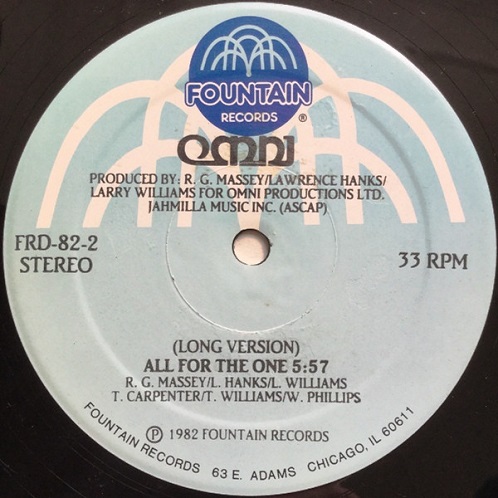 FOUNTAIN
RECORDS ®
OMNI
PRODUCED BY: R. G. MASSEY/LAWRENCE HANKS/
LARRY WILLIAMS FOR OMNI PRODUCTIONS LTD.
JAHMILLA MUSIC INC. (ASCAP)
FRD-82-2
STEREO
33 RPM
(LONG VERSION)
ALL FOR THE ONE 5:57
R. G. MASSEY/L. HANKS/L. WILLIAMS
T. CARPENTER/T. WILLIAMS/W. PHILLIPS
℗ 1982 FOUNTAIN RECORDS
FOUNTAIN RECORDS 63 E. ADAMS CHICAGO, IL 60611